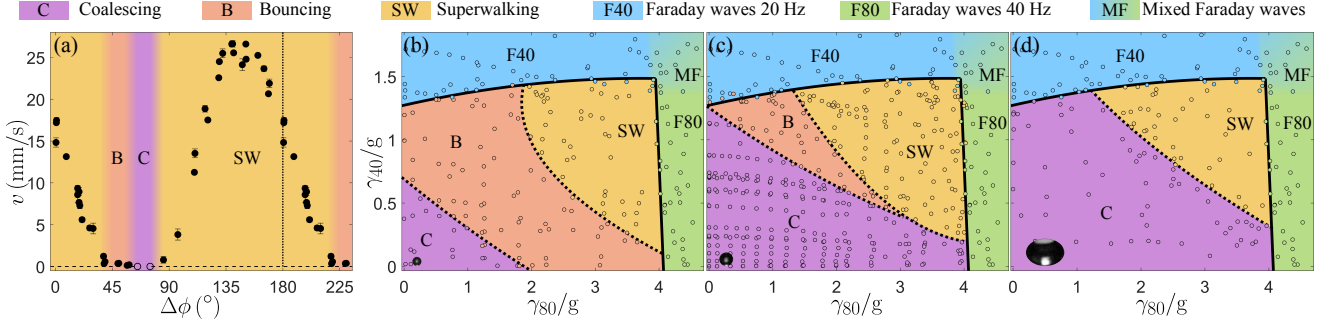 C Coalescing B Bouncing SW Superwalking F40 Faraday waves 20 Hz F80 Faraday waves 40 Hz MF Mixed Faraday waves
(a) (b) F40 (c) F40 (d) F40
25 1.5 MF MF MF
20 SW F80 F80 F80
v (mm/s) 15 B C SW γ40/g 1 B B SW SW
10 0.5
5 C C C
0 0
0 45 90 135 180 225 0 1 2 3 4 0 1 2 3 4 0 1 2 3 4
Δϕ (°) γ80/g γ80/g γ80/g